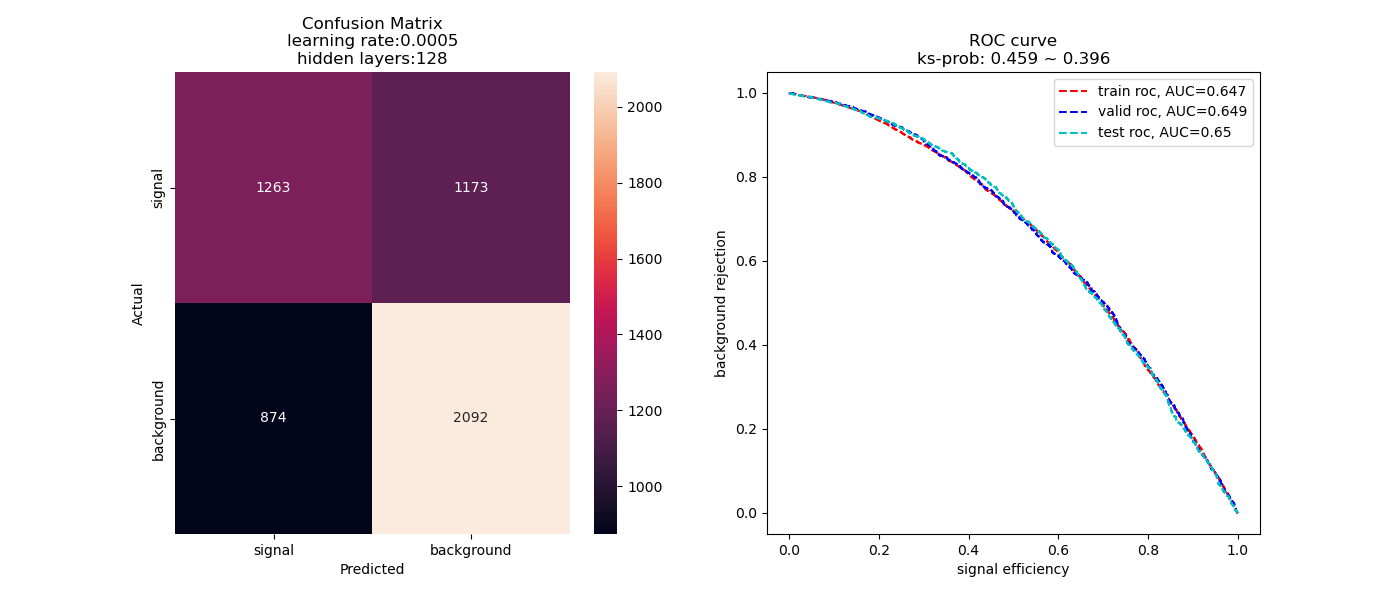 Confusion Matrix
learning rate:0.0005
hidden layers:128
signal
background
Actual
1263
1173
874
2092
signal
background
Predicted
2000
1800
1600
1400
1200
1000
ROC curve
ks-prob: 0.459 ~ 0.396
train roc, AUC=0.647
valid roc, AUC=0.649
test roc, AUC=0.65
background rejection
1.0
0.8
0.6
0.4
0.2
0.0
0.0
0.2
0.4
0.6
0.8
1.0
signal efficiency